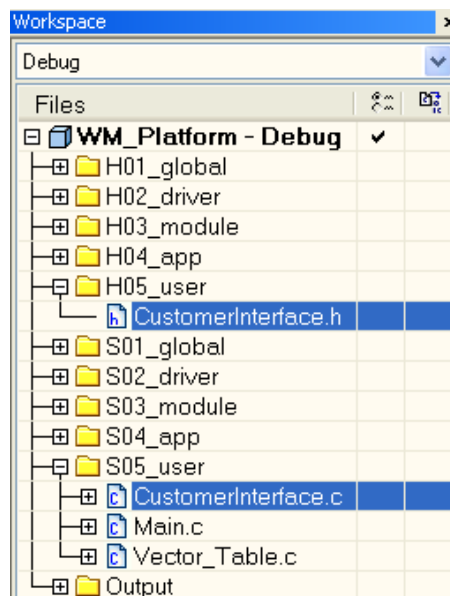 Workspace
Debug
Files
WM_Platform - Debug
H01_global
H02_driver
H03_module
H04_app
H05_user
CustomerInterface.h
S01_global
S02_driver
S03_module
S04_app
S05_user
CustomerInterface.c
Main.c
Vector_Table.c
Output